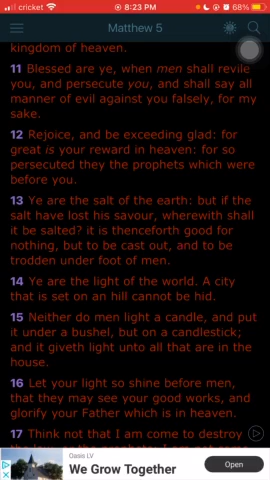 cricket 8:23 PM 68%
Matthew 5
kingdom of heaven.
11 Blessed are ye, when men shall revile
you, and persecute you, and shall say all
manner of evil against you falsely, for my
sake.
12 Rejoice, and be exceeding glad: for
great is your reward in heaven: for so
persecuted they the prophets which were
before you.
13 Ye are the salt of the earth: but if the
salt have lost his savour, wherewith shall
it be salted? it is thenceforth good for
nothing, but to be cast out, and to be
trodden under foot of men.
14 Ye are the light of the world. A city
that is set on an hill cannot be hid.
15 Neither do men light a candle, and put
it under a bushel, but on a candlestick;
and it giveth light unto all that are in the
house.
16 Let your light so shine before men,
that they may see your good works, and
glorify your Father which is in heaven.
17 Think not that I am come to destroy
Oasis LV
We Grow Together
Open